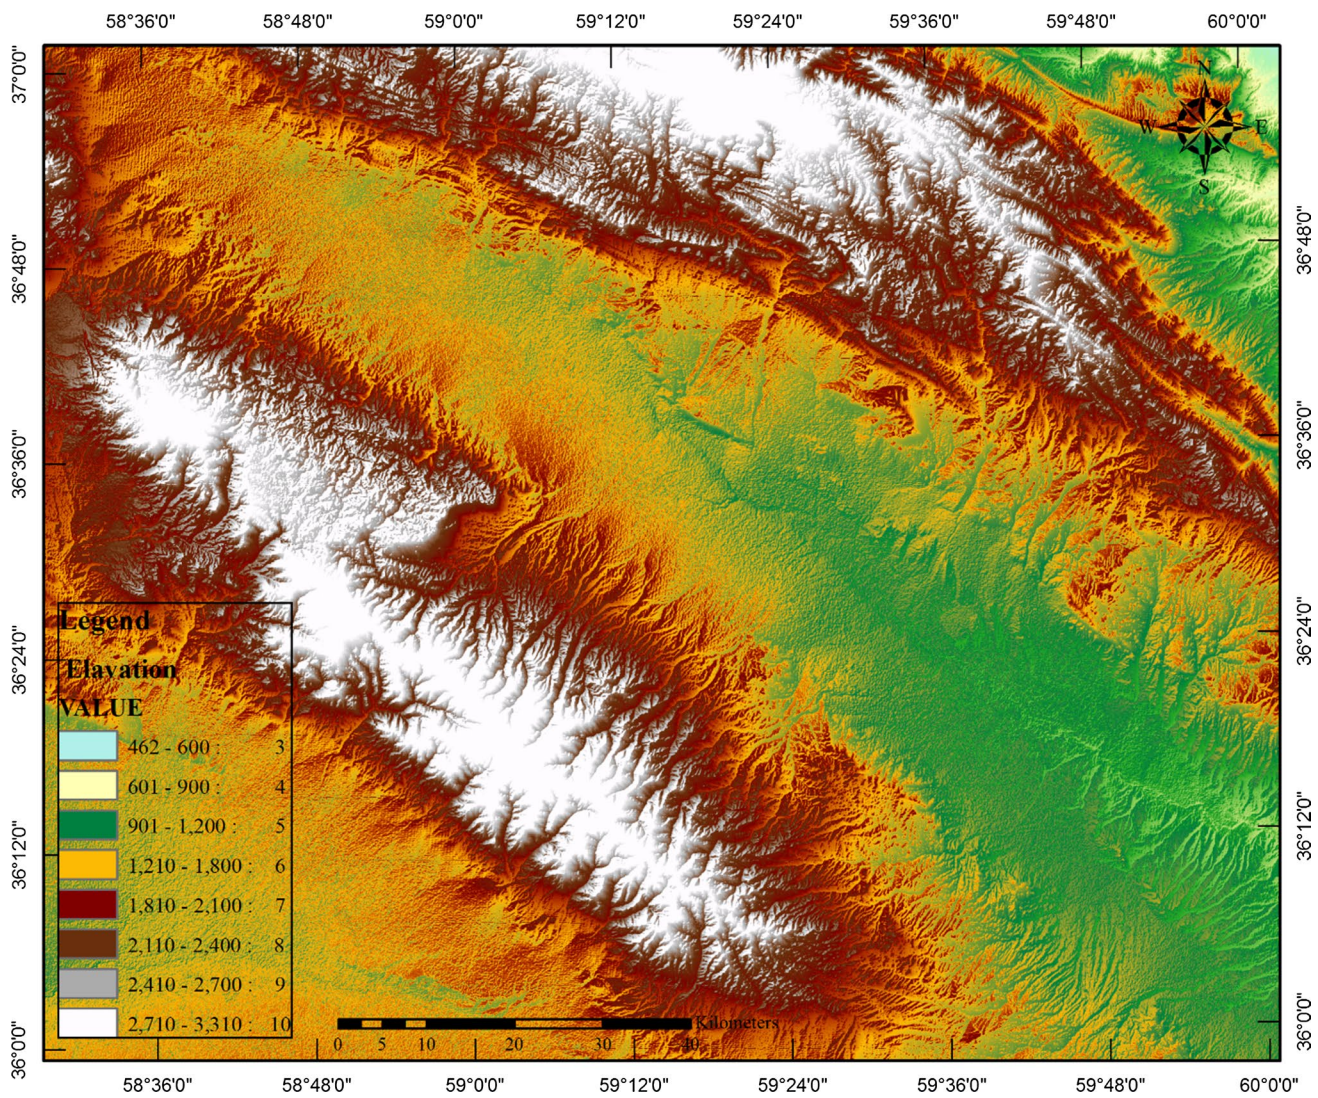 58°36'0" 58°48'0" 59°0'0" 59°12'0" 59°24'0" 59°36'0" 59°48'0" 60°0'0"
37°0'0"
N
W E
S
36°48'0" 36°48'0"
36°36'0" 36°36'0"
36°24'0" 36°24'0"
Legend
Elavation
VALUE
462 - 600 : 3
601 - 900 : 4
901 - 1,200 : 5
1,210 - 1,800 : 6
1,810 - 2,100 : 7
2,110 - 2,400 : 8
2,410 - 2,700 : 9
2,710 - 3,310 : 10
36°12'0" 36°12'0"
36°0'0" 36°0'0"
Kilometers
0 5 10 20 30 40
58°36'0" 58°48'0" 59°0'0" 59°12'0" 59°24'0" 59°36'0" 59°48'0" 60°0'0"